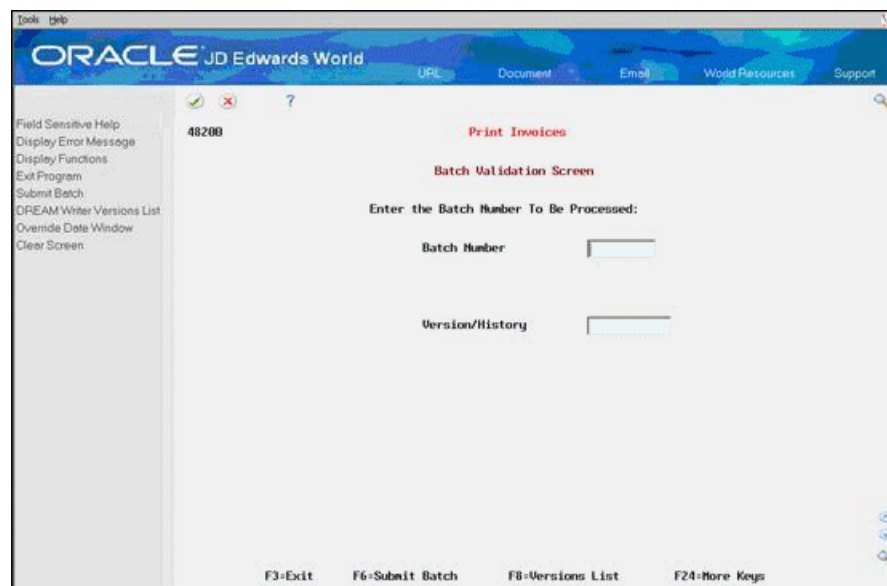 Tools Help
ORACLE JD Edwards World
URL Document Email World Resources Support
?
Field Sensitive Help
Display Error Message
Display Functions
Exit Program
Submit Batch
DREAM Writer Versions List
Override Date Window
Clear Screen
48200 Print Invoices
Batch Validation Screen
Enter the Batch Number To Be Processed:
Batch Number
Version/History
F3=Exit F6=Submit Batch F8=Versions List F24=More Keys